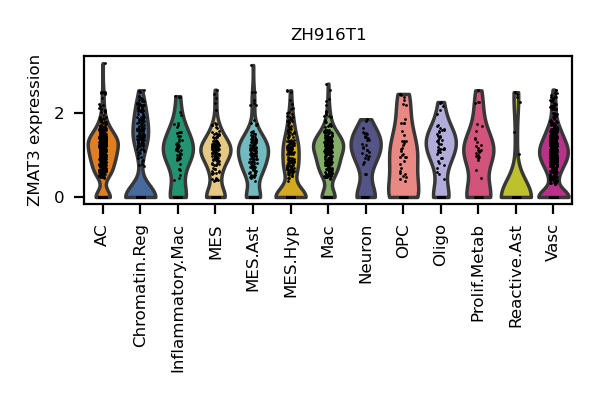 ZH916T1
ZMAT3 expression
2
0
AC
Chromatin.Reg
Inflammatory.Mac
MES
MES.Ast
MES.Hyp
Mac
Neuron
OPC
Oligo
Prolif.Metab
Reactive.Ast
Vasc